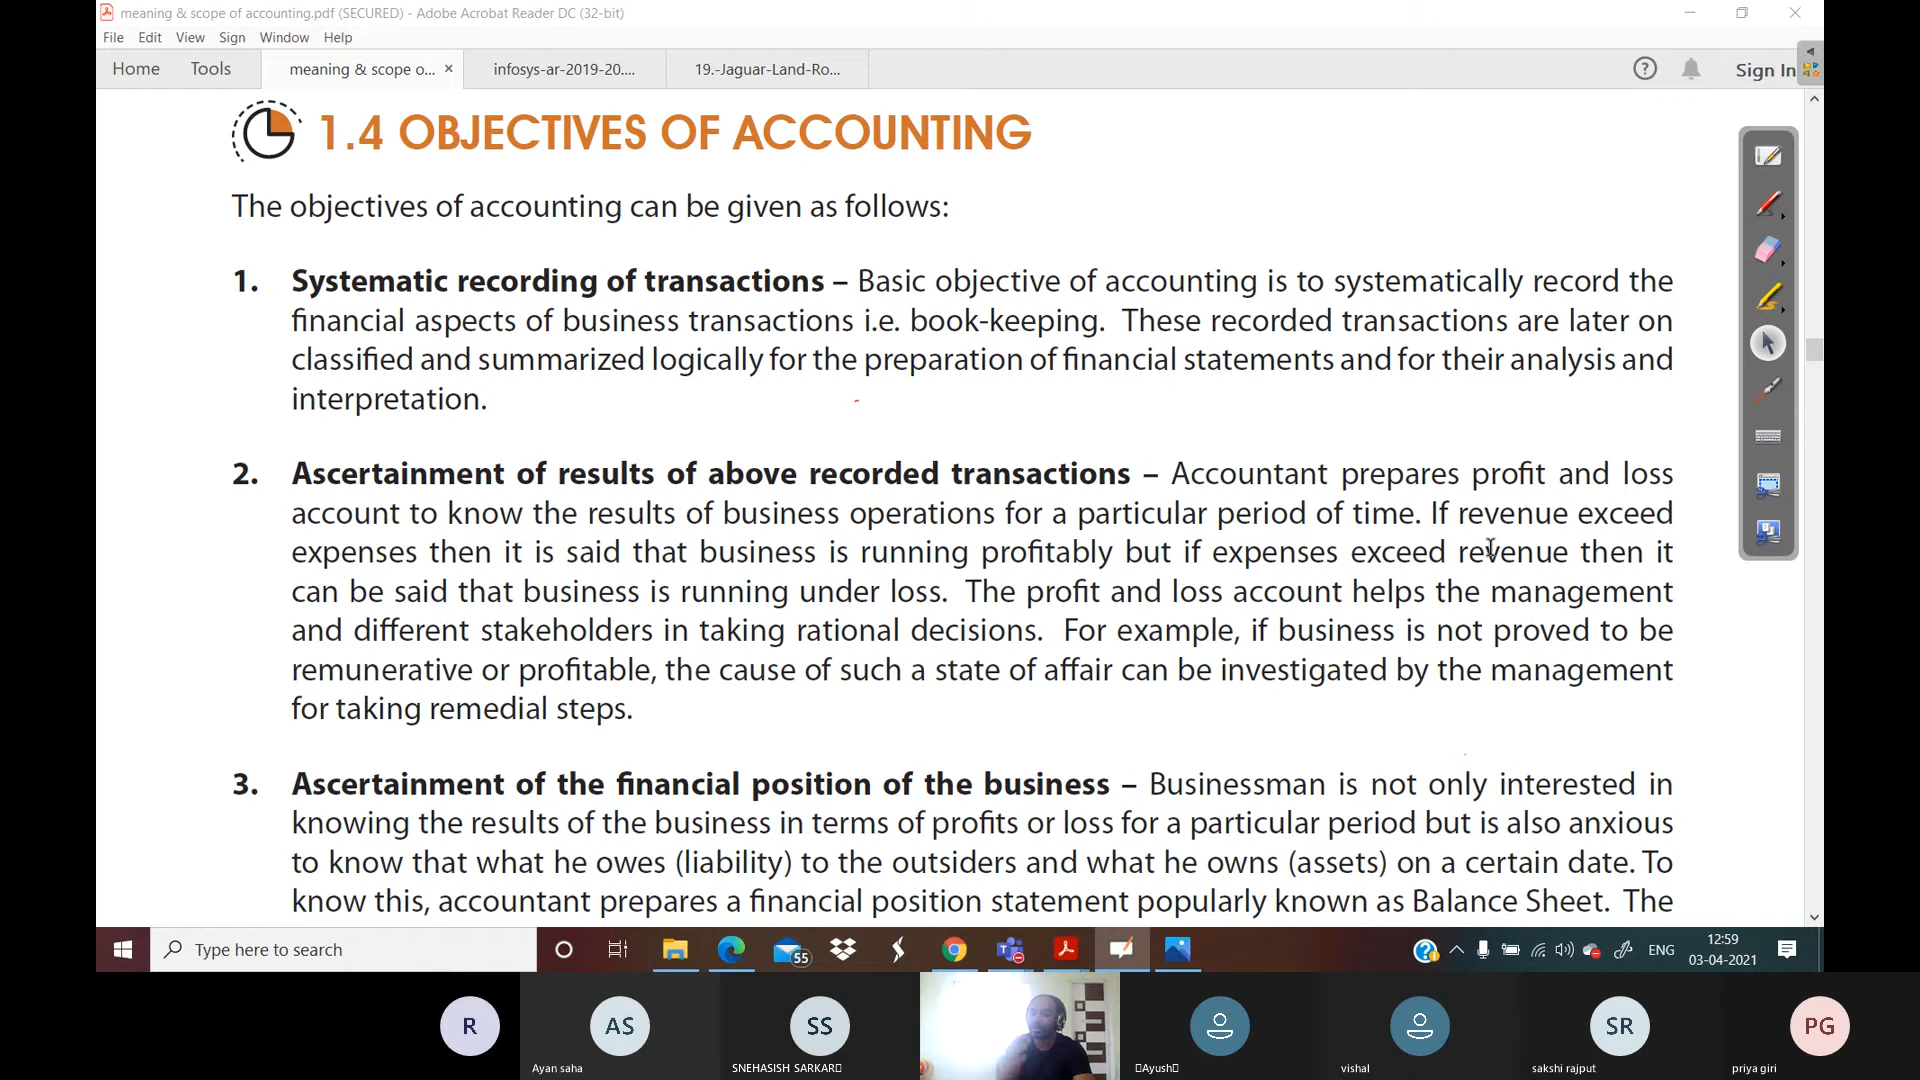 meaning & scope of accounting.pdf (SECURED) - Adobe Acrobat Reader DC (32-bit)
File Edit View Sign Window Help
Home Tools meaning & scope o... × infosys-ar-2019-20.... 19.-Jaguar-Land-Ro... Sign In
1.4 OBJECTIVES OF ACCOUNTING
The objectives of accounting can be given as follows:
1. Systematic recording of transactions – Basic objective of accounting is to systematically record the
financial aspects of business transactions i.e. book-keeping. These recorded transactions are later on
classified and summarized logically for the preparation of financial statements and for their analysis and
interpretation.
2. Ascertainment of results of above recorded transactions – Accountant prepares profit and loss
account to know the results of business operations for a particular period of time. If revenue exceed
expenses then it is said that business is running profitably but if expenses exceed revenue then it
can be said that business is running under loss. The profit and loss account helps the management
and different stakeholders in taking rational decisions. For example, if business is not proved to be
remunerative or profitable, the cause of such a state of affair can be investigated by the management
for taking remedial steps.
3. Ascertainment of the financial position of the business – Businessman is not only interested in
knowing the results of the business in terms of profits or loss for a particular period but is also anxious
to know that what he owes (liability) to the outsiders and what he owns (assets) on a certain date. To
know this, accountant prepares a financial position statement popularly known as Balance Sheet. The
Type here to search 55 ENG 12:59
03-04-2021
R AS SS SR PG
Ayan saha SNEHASISH SARKAR Ayush vishal sakshi rajput priya giri